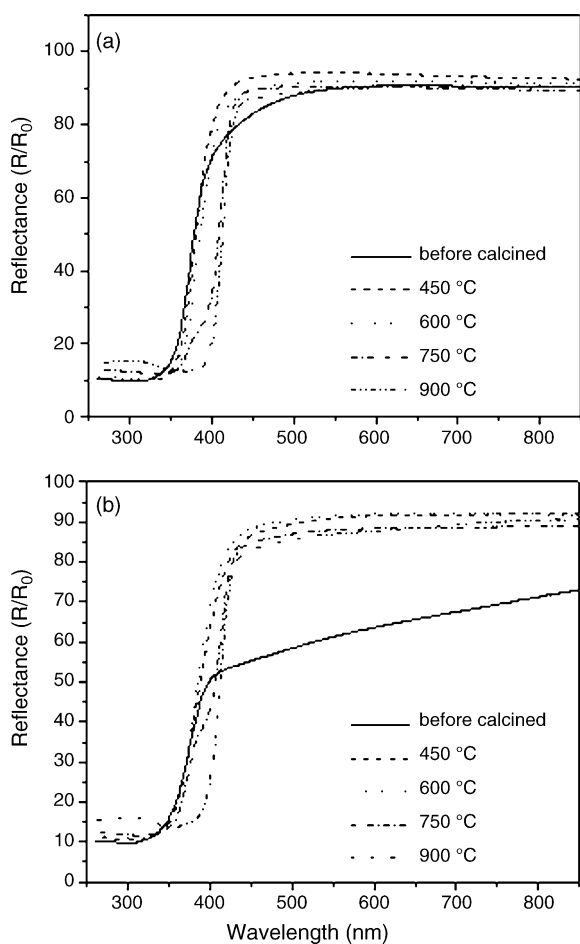 (a)
100
80
60
40
20
0
Reflectance (R/R₀)
before calcined
450 °C
600 °C
750 °C
900 °C
300 400 500 600 700 800
(b)
100
90
80
70
60
50
40
30
20
10
0
Reflectance (R/R₀)
before calcined
450 °C
600 °C
750 °C
900 °C
300 400 500 600 700 800
Wavelength (nm)